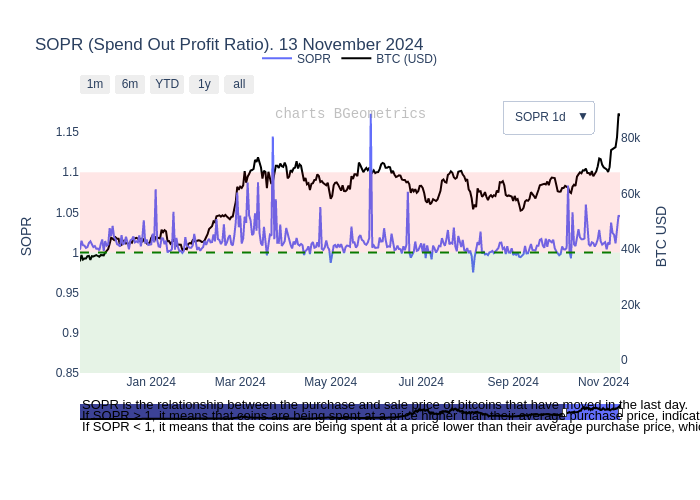 SOPR (Spend Out Profit Ratio). 13 November 2024
SOPR
BTC (USD)
1m
6m
YTD
1y
all
charts BGeometrics
SOPR 1d ▼
1.15
1.1
1.05
1
0.95
0.9
0.85
SOPR
80k
60k
40k
20k
0
BTC USD
Jan 2024
Mar 2024
May 2024
Jul 2024
Sep 2024
Nov 2024
SOPR is the relationship between the purchase and sale price of bitcoins that have moved in the last day.
If SOPR > 1, it means that coins are being spent at a price higher than their average purchase price, indicat
If SOPR < 1, it means that the coins are being spent at a price lower than their average purchase price, whic